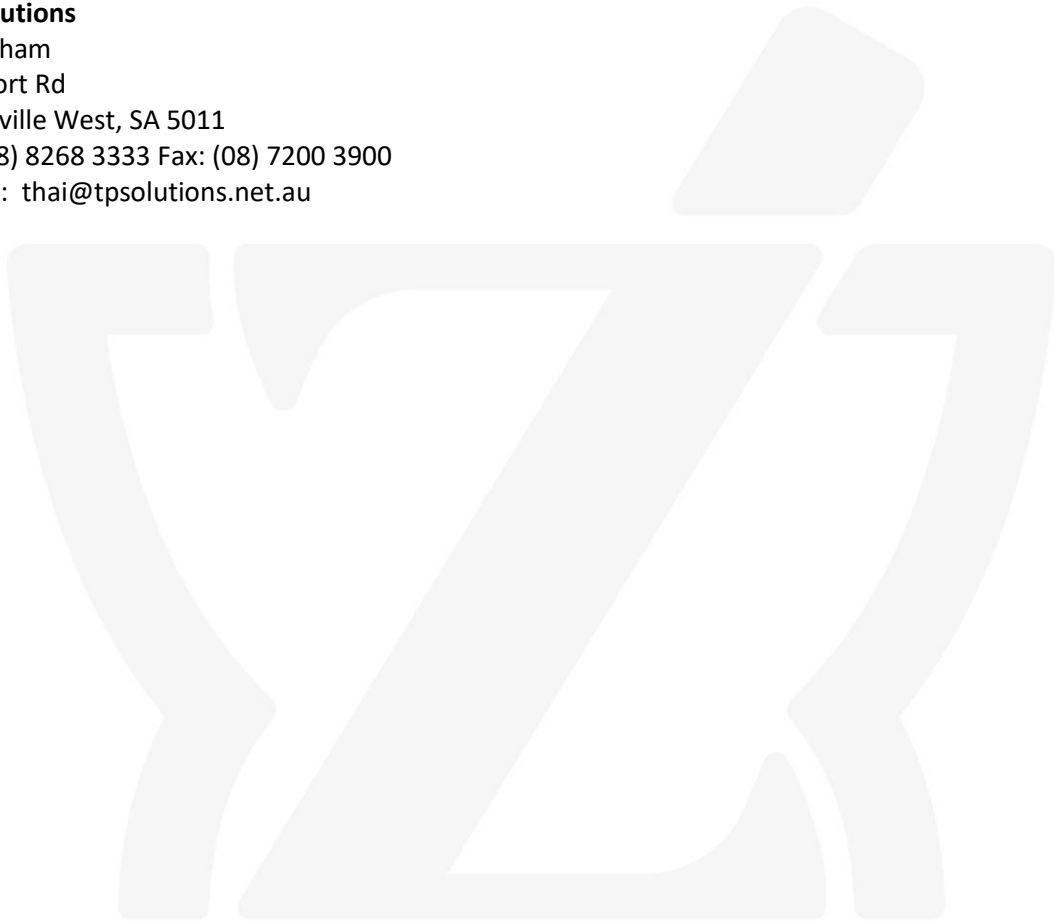 utions
ham
ort Rd
ville West, SA 5011
8) 8268 3333 Fax: (08) 7200 3900
: thai@tpsolutions.net.au